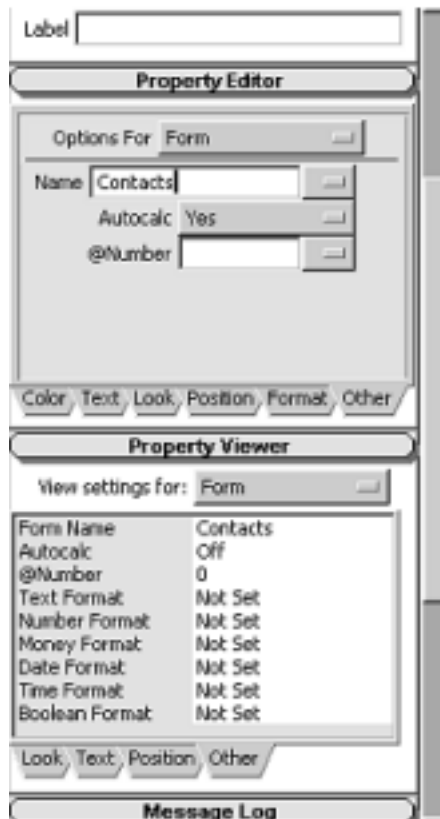 Label
Property Editor
Options For Form
Name Contacts
Autocalc Yes
@Number
Color Text Look Position Format Other
Property Viewer
View settings for: Form
Form Name Contacts
Autocalc Off
@Number 0
Text Format Not Set
Number Format Not Set
Money Format Not Set
Date Format Not Set
Time Format Not Set
Boolean Format Not Set
Look Text Position Other
Message Log